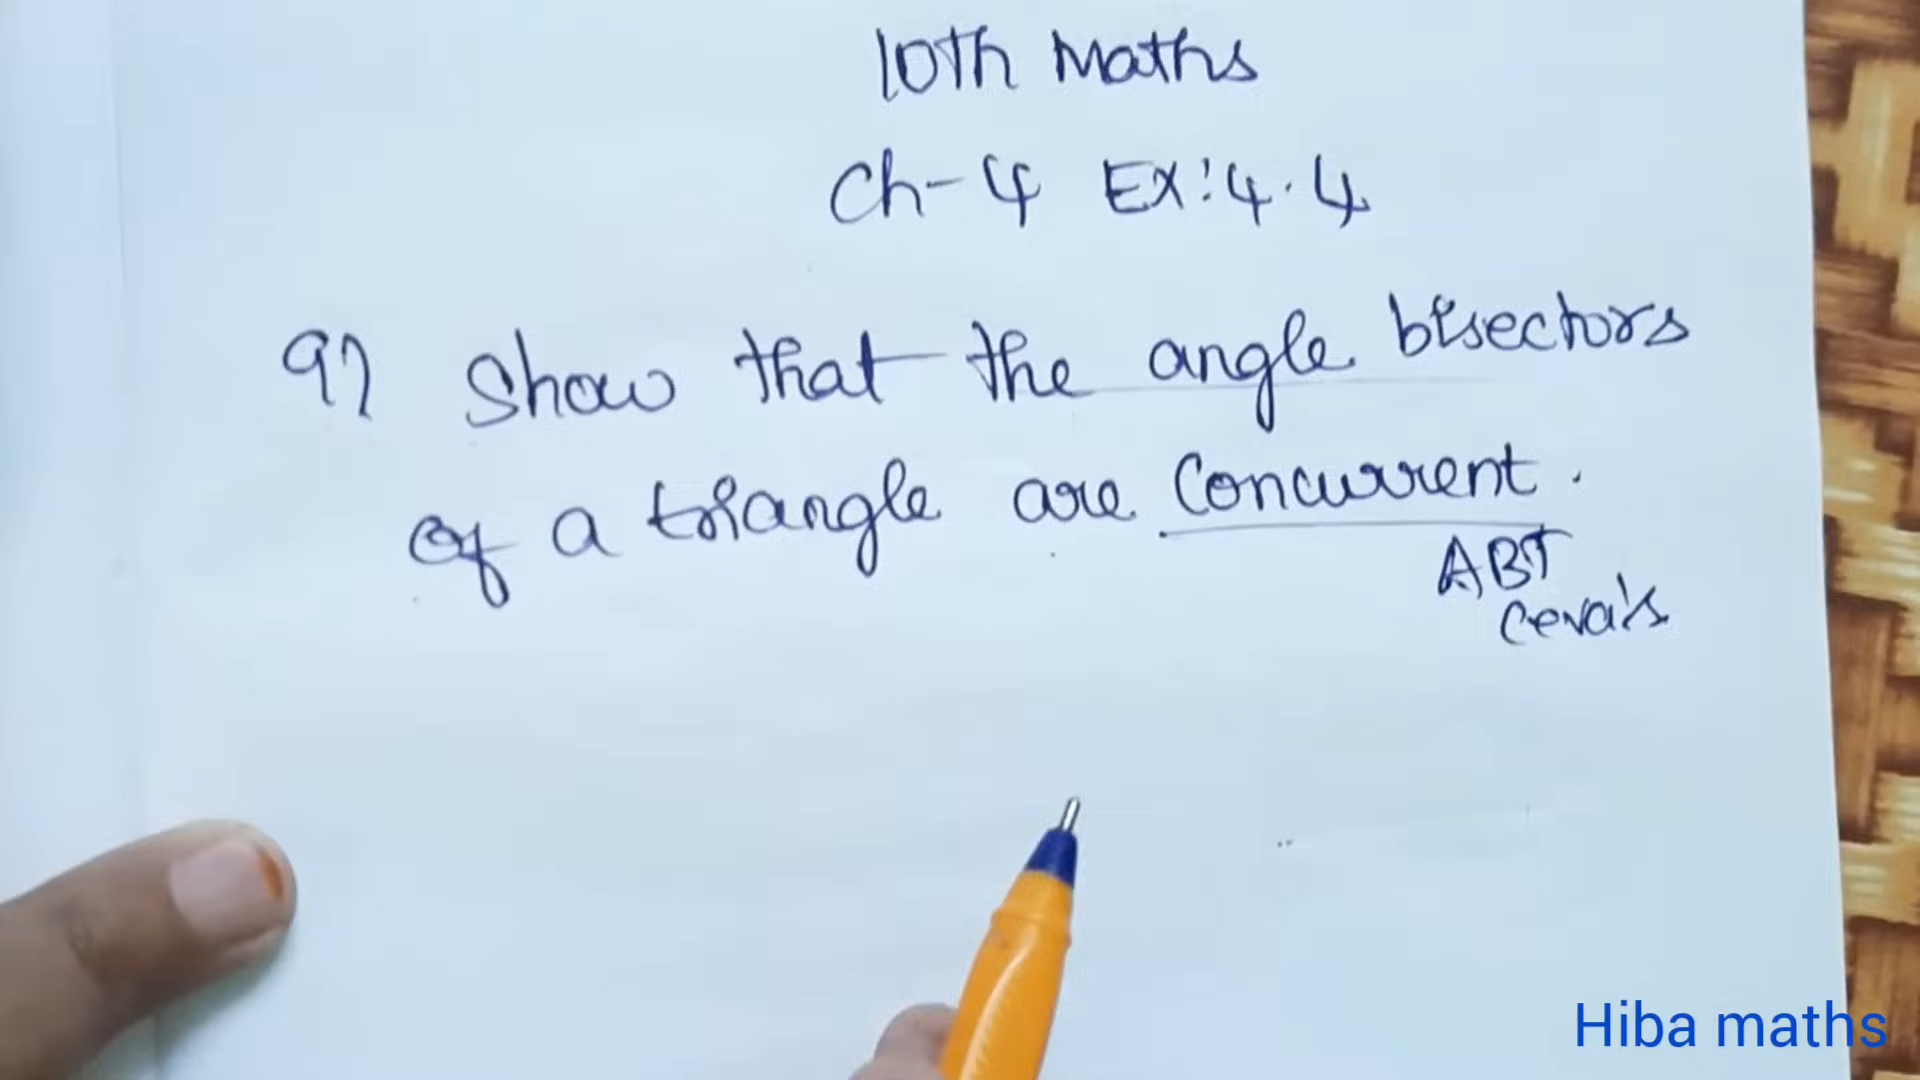 10Th Maths
Ch-4 EX:4.4
9) Show that the angle bisectors
of a triangle are Concurrent.
ABT
Ceva's
Hiba maths